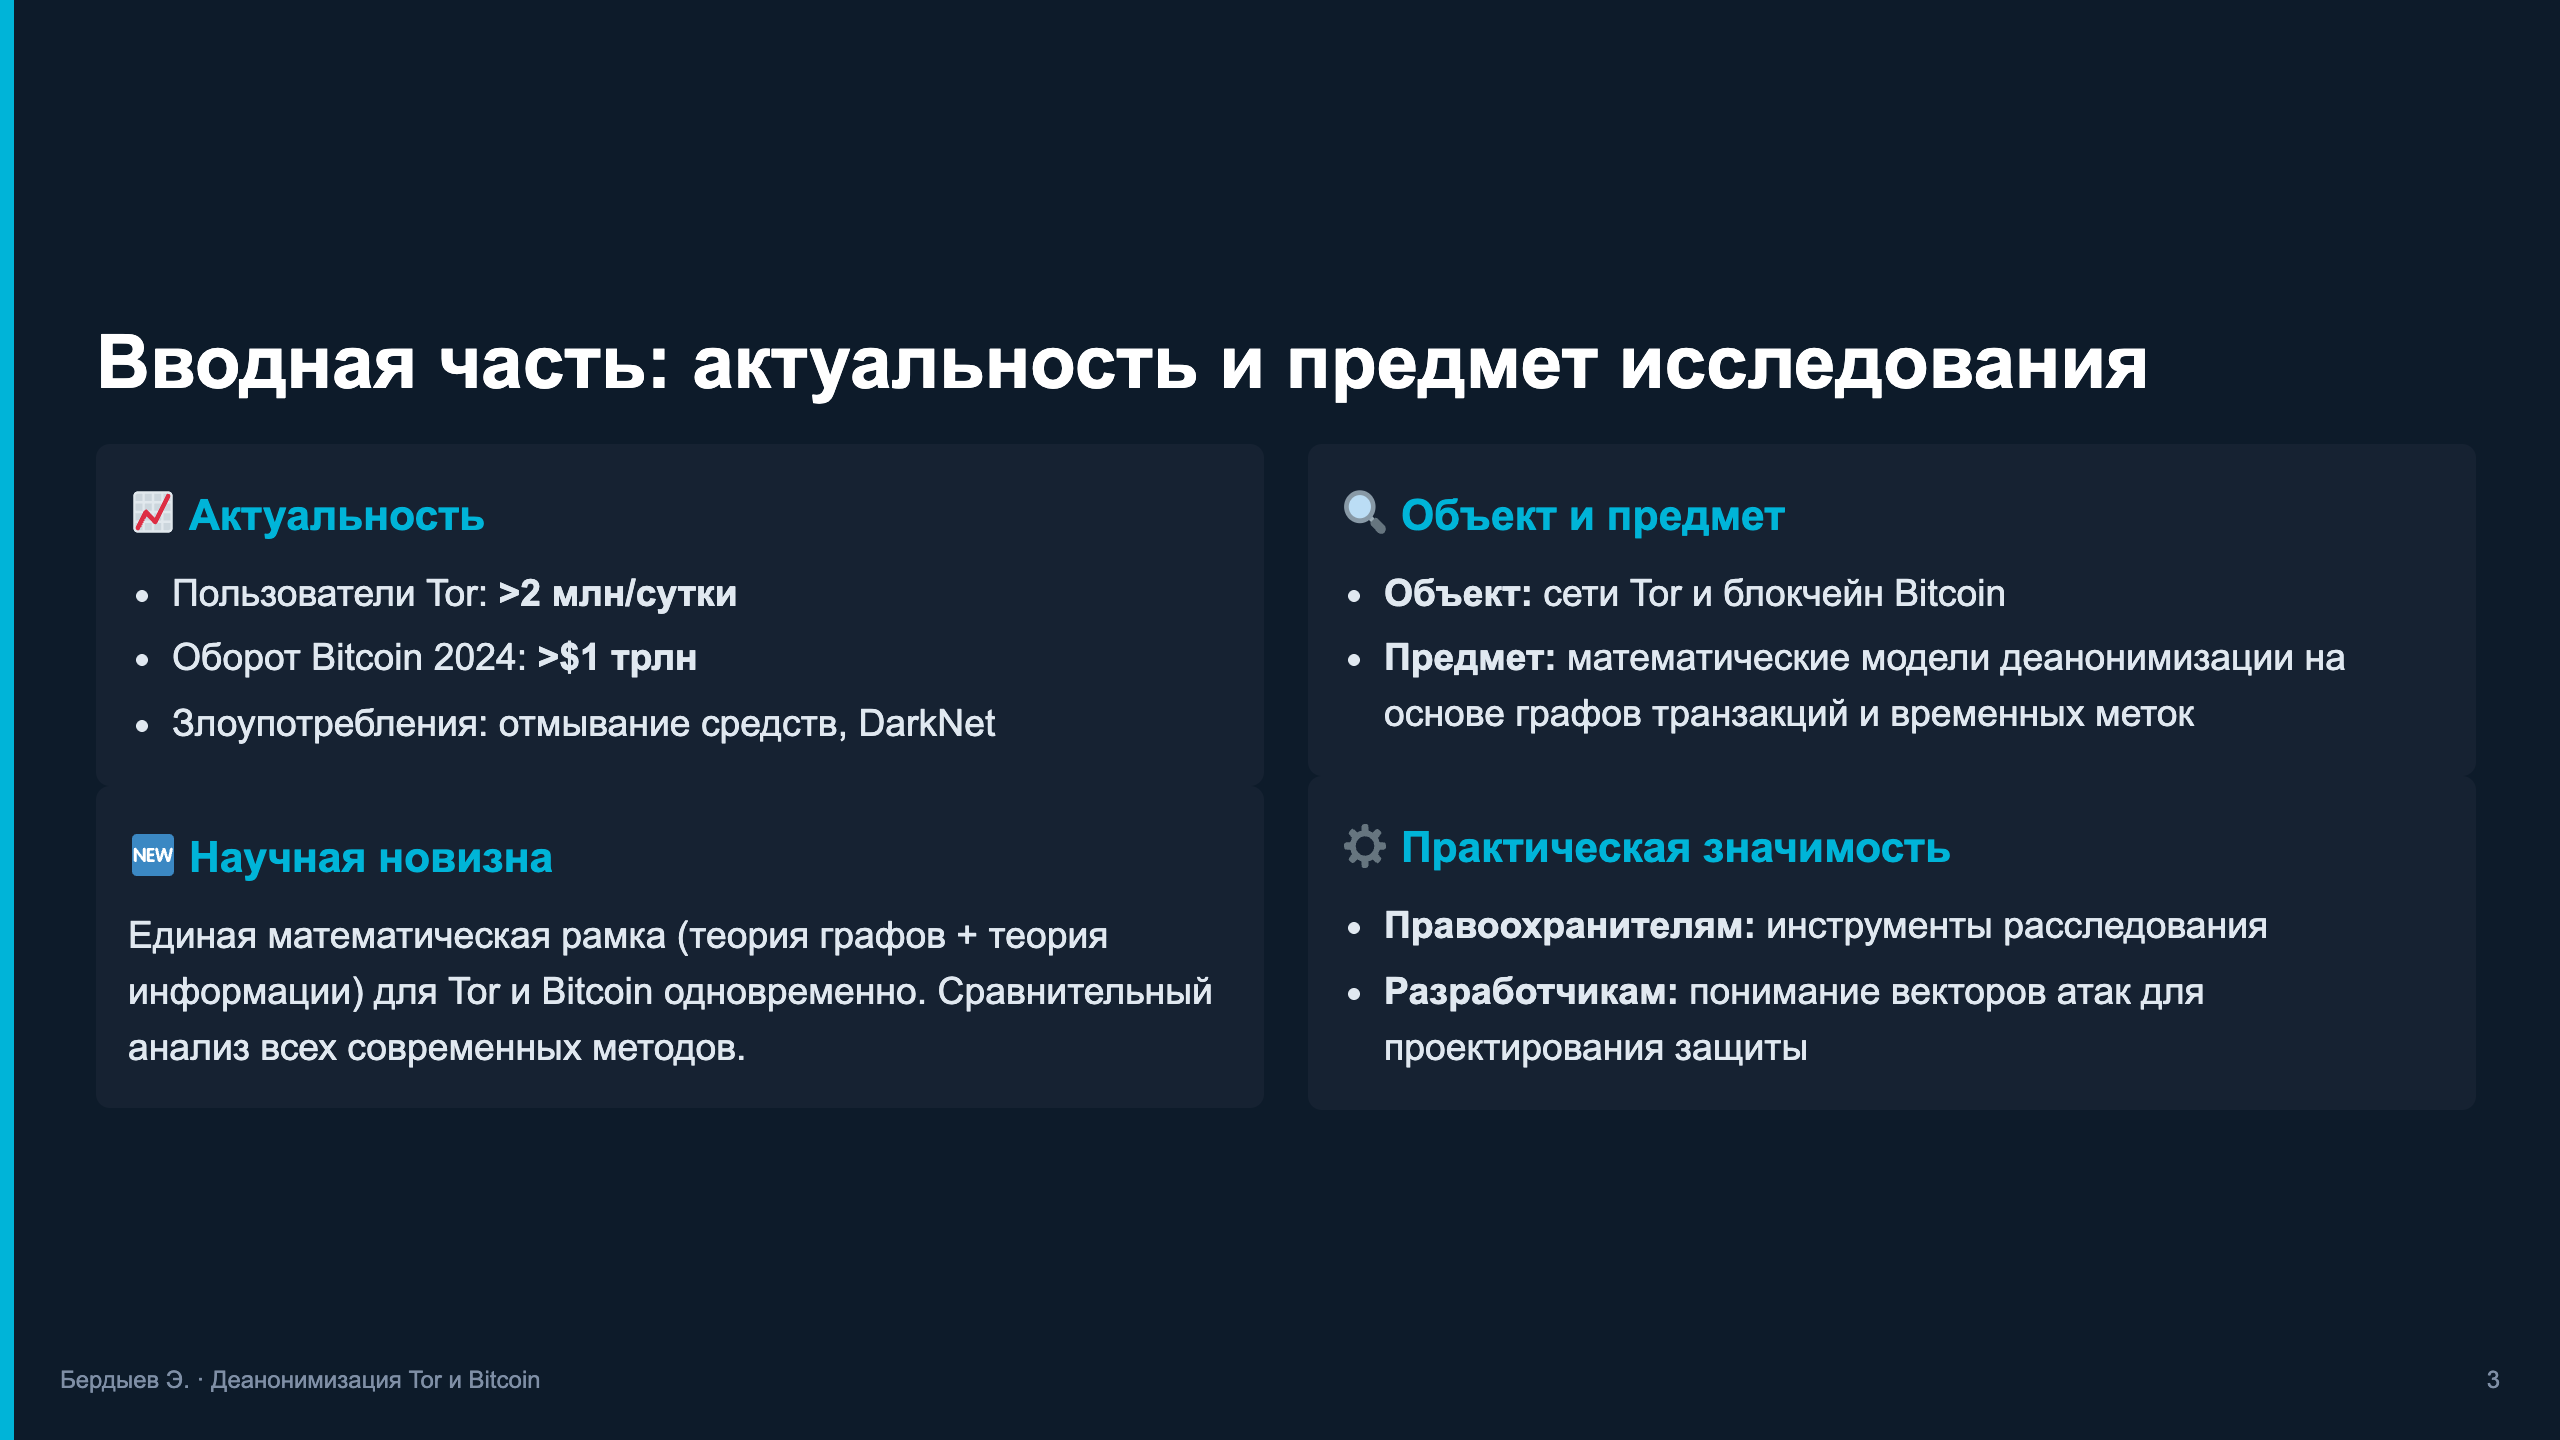 Вводная часть: актуальность и предмет исследования
Актуальность
Пользователи Tor: >2 млн/сутки
Оборот Bitcoin 2024: >$1 трлн
Злоупотребления: отмывание средств, DarkNet
NEW Научная новизна
Единая математическая рамка (теория графов + теория
информации) для Tor и Bitcoin одновременно. Сравнительный
анализ всех современных методов.
Объект и предмет
Объект: сети Tor и блокчейн Bitcoin
Предмет: математические модели деанонимизации на
основе графов транзакций и временных меток
Практическая значимость
Правоохранителям: инструменты расследования
Разработчикам: понимание векторов атак для
проектирования защиты
Бердыев Э. · Деанонимизация Tor и Bitcoin
3